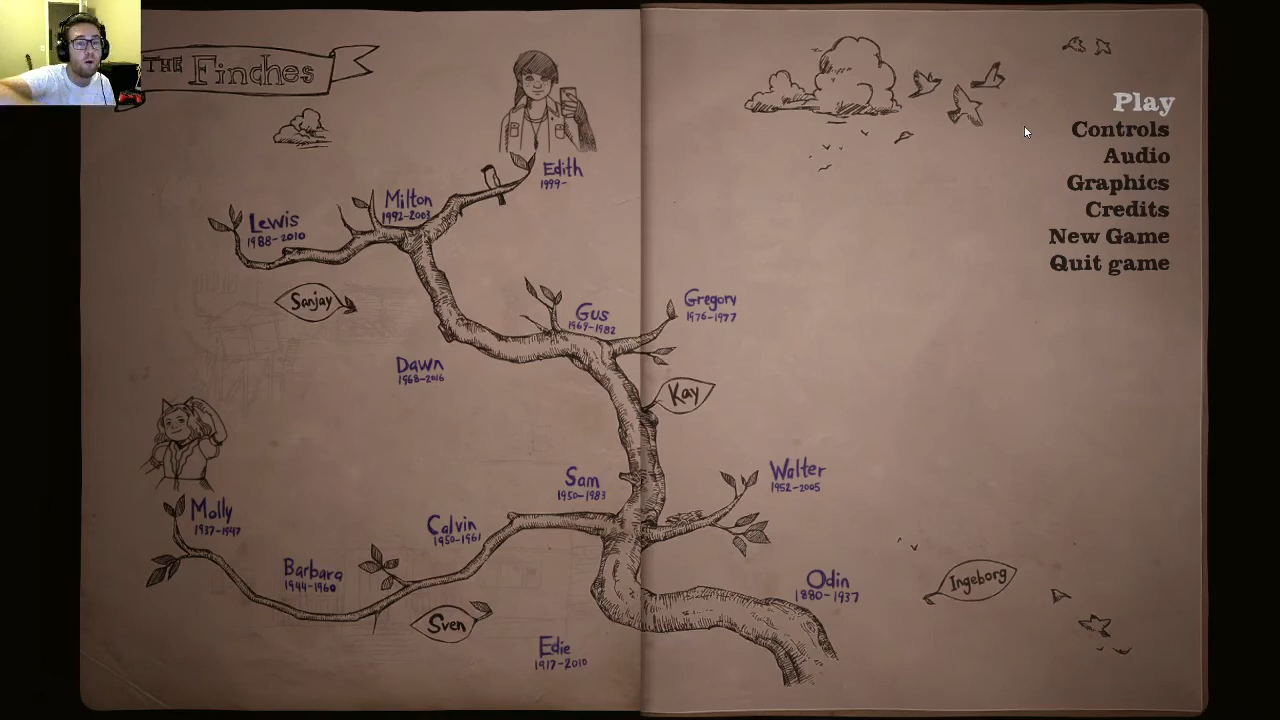 THE Finches
Edith
1999-
Milton
1992-2003
Lewis
1988-2010
Sanjay
Gus
1969-1982
Gregory
1976-1977
Dawn
1968-2016
Kay
Sam
1950-1983
Walter
1952-2005
Molly
1937-1947
Calvin
1950-1961
Barbara
1944-1960
Sven
Odin
1880-1937
Ingeborg
Edie
1917-2010
Play
Controls
Audio
Graphics
Credits
New Game
Quit game